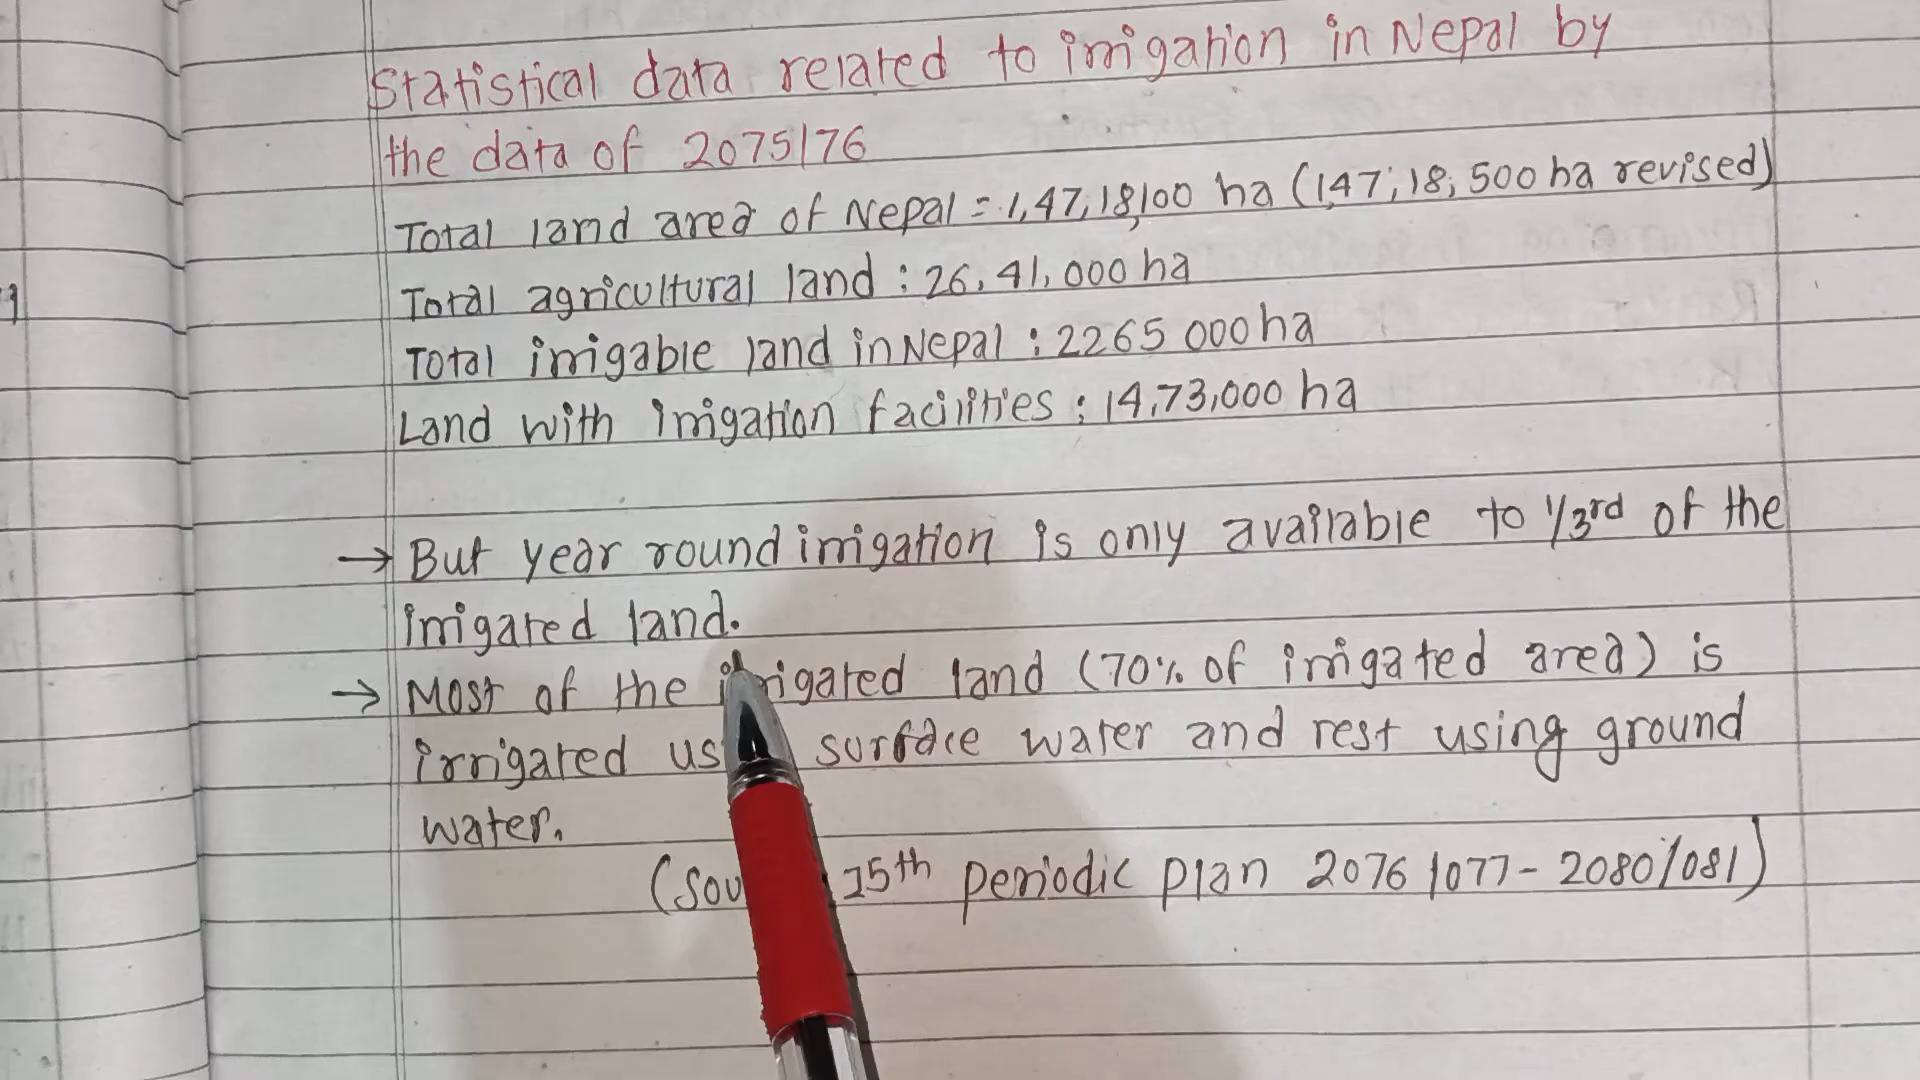 Statistical data related to irrigation in Nepal by
the data of 2075/76
Total land area of Nepal = 1,47,18,100 ha (1,47,18,500 ha revised)
Total agricultural land : 26,41,000 ha
Total irrigable land in Nepal : 2265 000 ha
Land with irrigation facilities : 14,73,000 ha
→ But year round irrigation is only available to 1/3rd of the
irrigated land.
→ Most of the irrigated land (70% of irrigated area) is
irrigated surface water and rest using ground
water.
15th periodic plan 2076/077-2080/081)